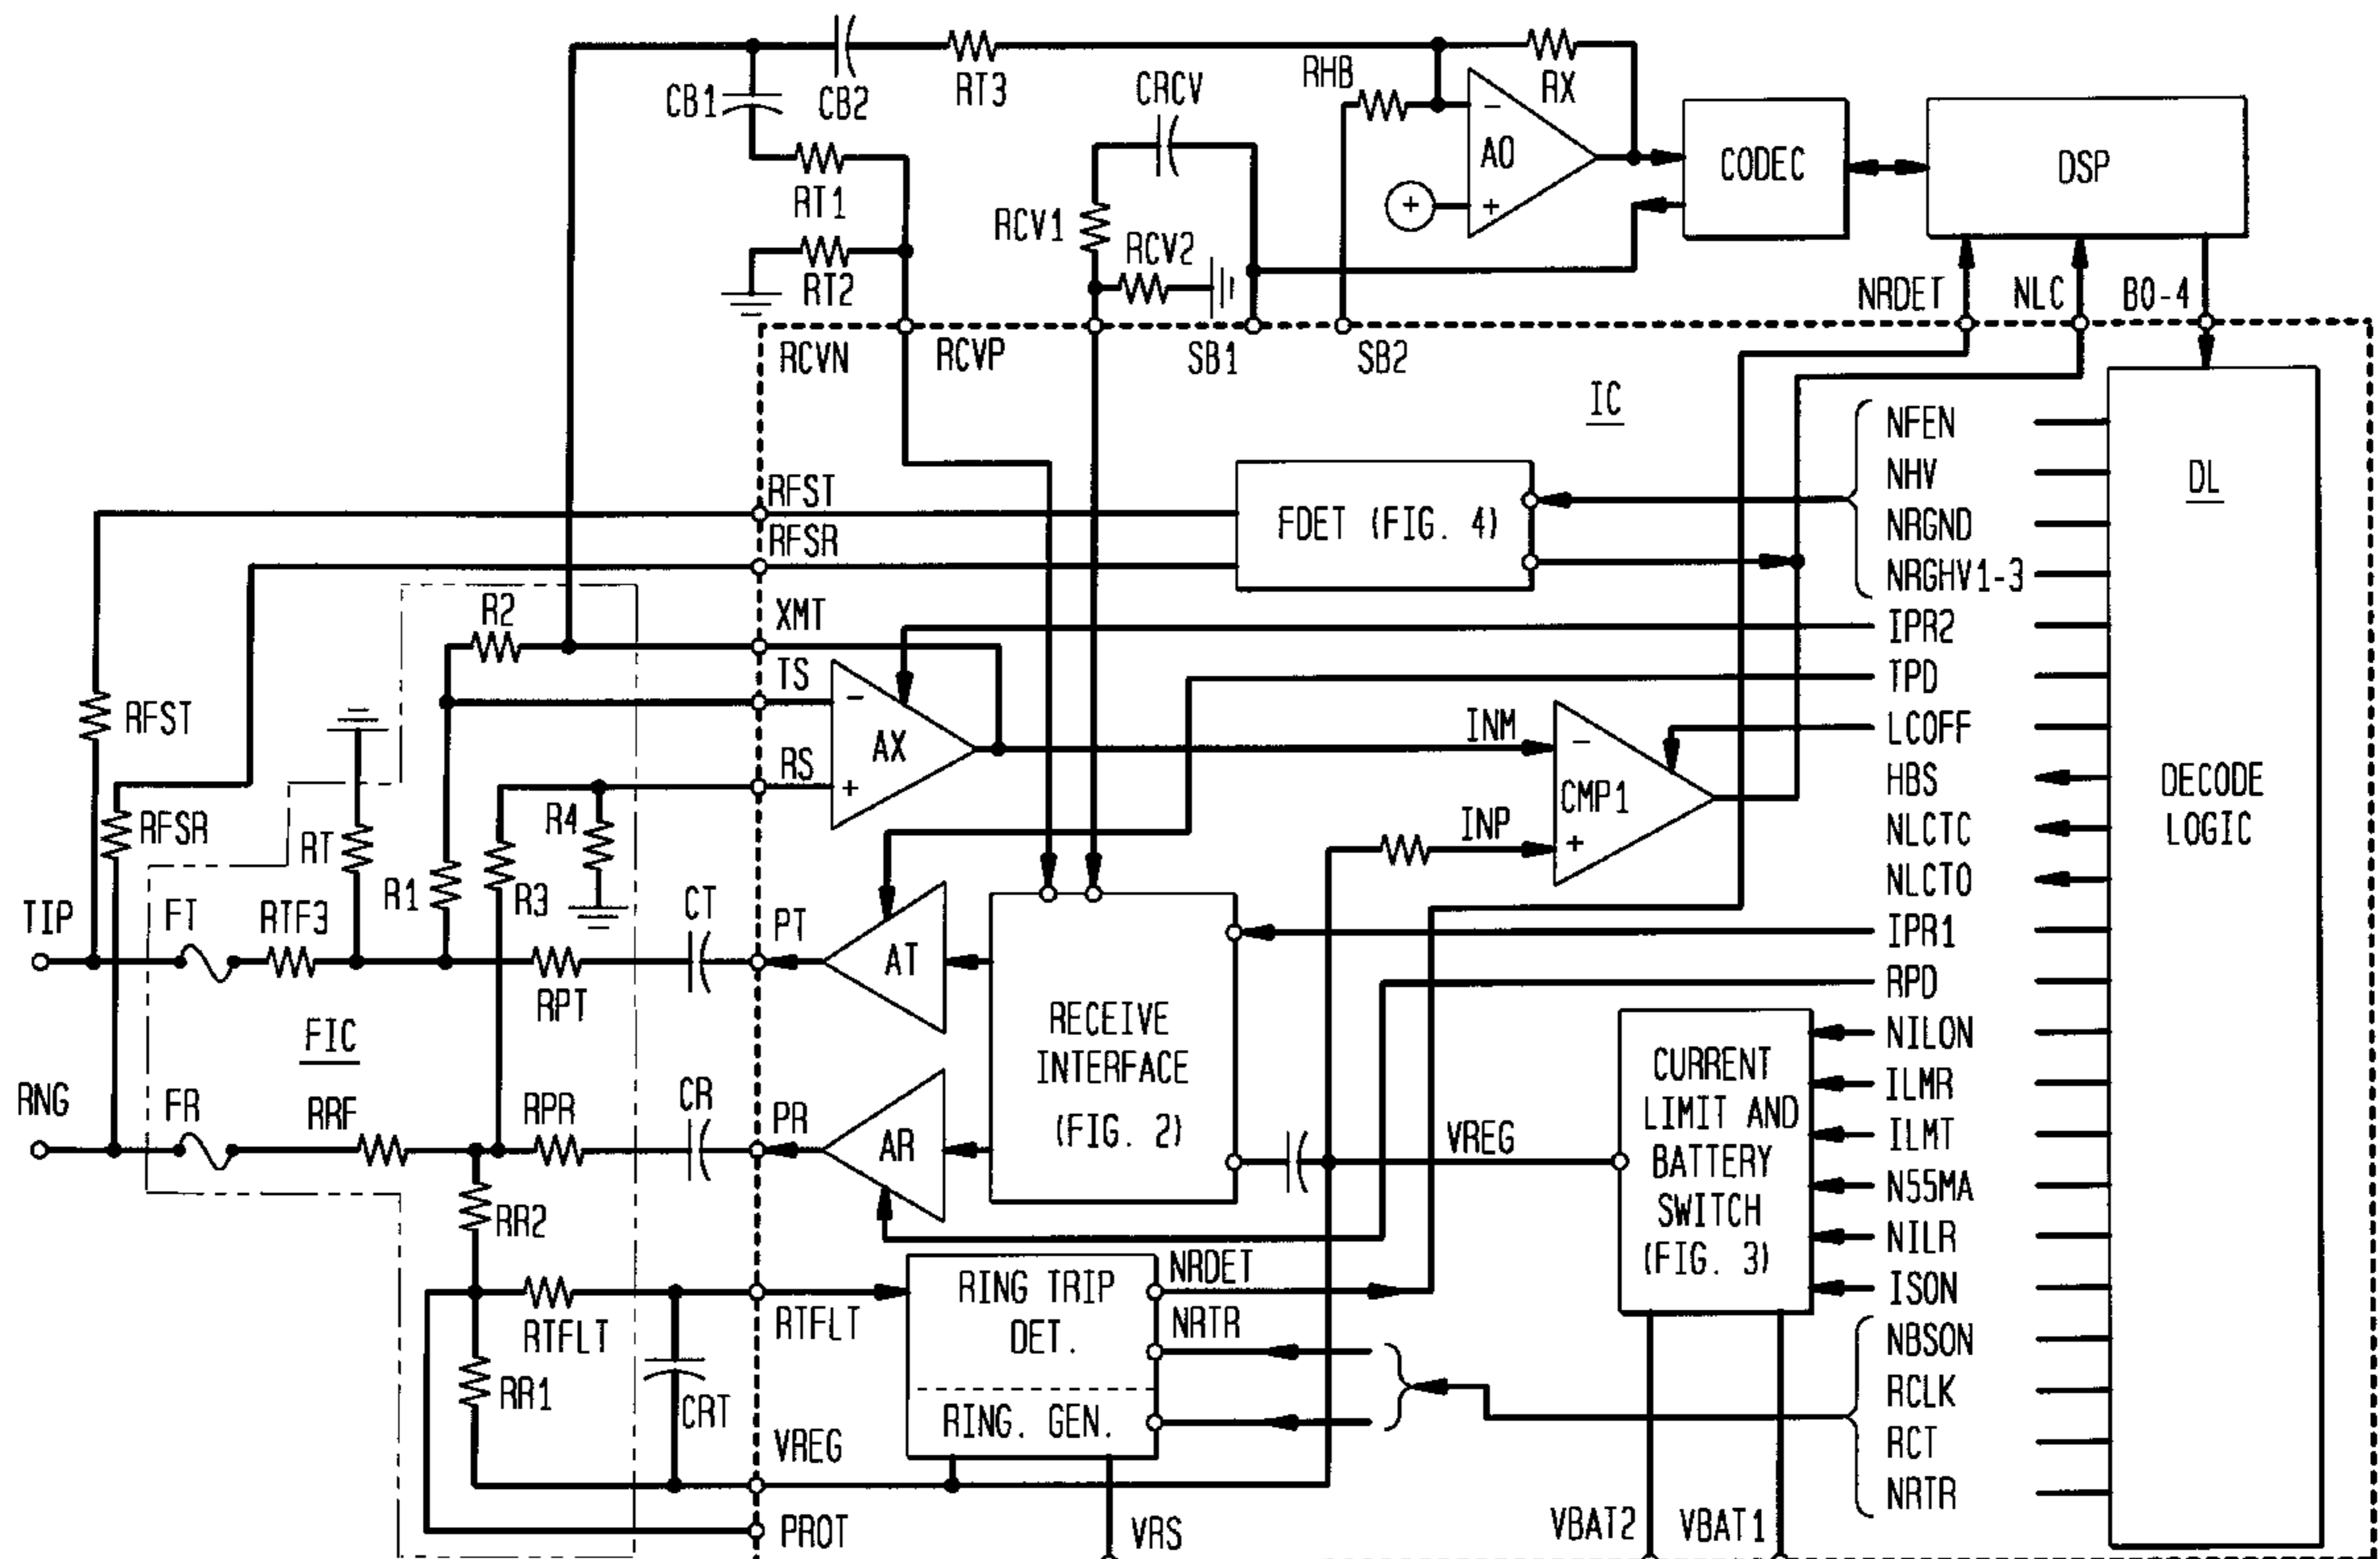 CB1
CB2
RT3
CRCV
RHB
RX
A0
CODEC
DSP
RT1
RCV1
RCV2
RT2
NRDET
NLC
B0-4
RCVN
RCVP
SB1
SB2
IC
RFST
RFSR
FDET (FIG. 4)
NFEN
NHV
NRGND
NRGHV1-3
IPR2
TPD
LCOFF
HBS
NLCTC
NLCTO
IPR1
RPD
NILON
ILMR
ILMT
N55MA
NILR
ISON
NBSON
RCLK
RCT
NRTR
DL
DECODE
LOGIC
R2
XMT
TS
RS
AX
INM
INP
CMP1
RFST
RFSR
RT
R4
R1
R3
TIP
FT
RTF3
RPT
CT
PT
AT
FIC
RNG
FR
RRF
RPR
CR
PR
AR
RECEIVE
INTERFACE
(FIG. 2)
VREG
CURRENT
LIMIT AND
BATTERY
SWITCH
(FIG. 3)
RR2
RTFLT
RR1
CRT
RTFLT
RING TRIP
DET.
RING. GEN.
NRDET
NRTR
VREG
PROT
VRS
VBAT2
VBAT1
+
-
+
-
+
-
+